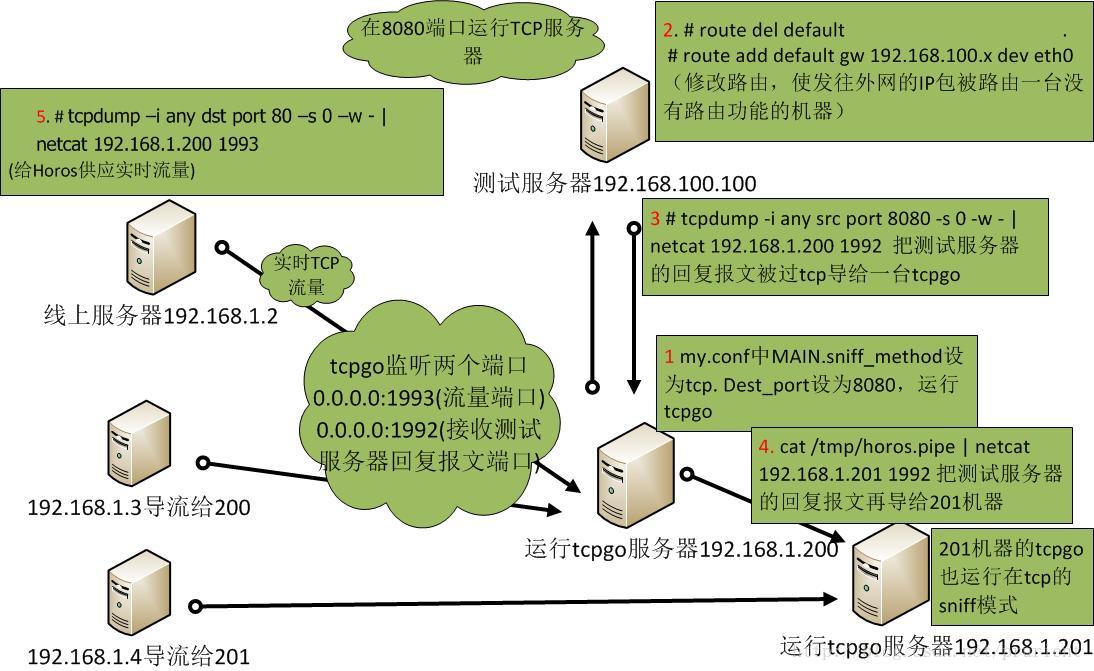 在8080端口运行TCP服务
器
2. # route del default .
# route add default gw 192.168.100.x dev eth0
（修改路由，使发往外网的IP包被路由一台没
有路由功能的机器）
5. # tcpdump –i any dst port 80 –s 0 –w - |
netcat 192.168.1.200 1993
(给Horos供应实时流量)
测试服务器192.168.100.100
3 # tcpdump -i any src port 8080 -s 0 -w - |
netcat 192.168.1.200 1992 把测试服务器
的回复报文被过tcp导给一台tcpgo
实时TCP
流量
线上服务器192.168.1.2
tcpgo监听两个端口
0.0.0.0:1993(流量端口)
0.0.0.0:1992(接收测试
服务器回复报文端口)
1 my.conf中MAIN.sniff_method设
为tcp. Dest_port设为8080，运行
tcpgo
4. cat /tmp/horos.pipe | netcat
192.168.1.201 1992 把测试服务器
的回复报文再导给201机器
192.168.1.3导流给200
运行tcpgo服务器192.168.1.200
201机器的tcpgo
也运行在tcp的
sniff模式
192.168.1.4导流给201
运行tcpgo服务器192.168.1.201